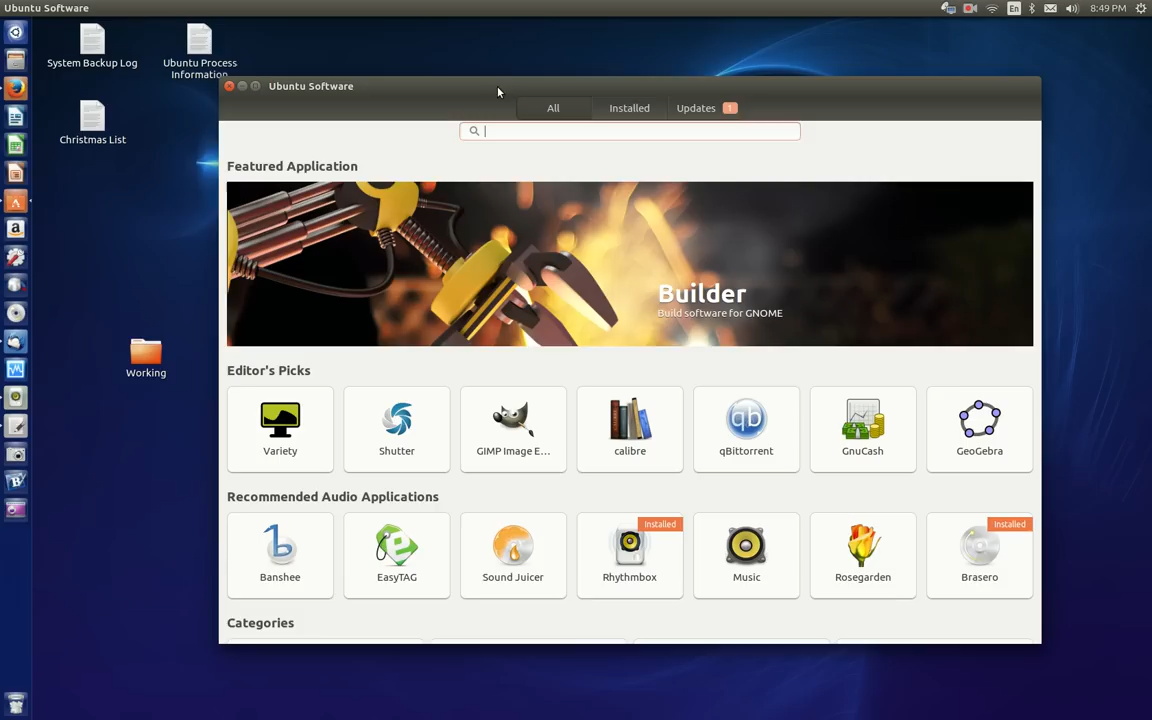 Ubuntu Software
En
8:49 PM
System Backup Log
Ubuntu Process
Information
Christmas List
Working
Ubuntu Software
All
Installed
Updates
1
Featured Application
Builder
Build software for GNOME
Editor's Picks
Variety
Shutter
GIMP Image E...
calibre
qb
qBittorrent
GnuCash
GeoGebra
Recommended Audio Applications
Banshee
EasyTAG
Sound Juicer
Installed
Rhythmbox
Music
Rosegarden
Installed
Brasero
Categories